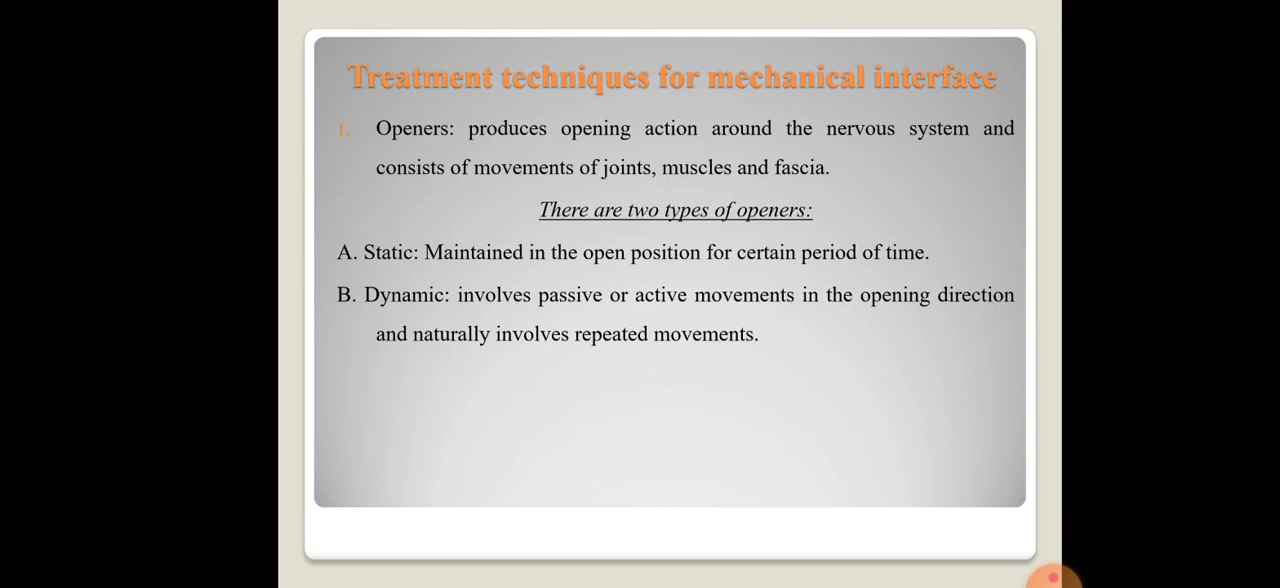 Treatment techniques for mechanical interface
1. Openers: produces opening action around the nervous system and
consists of movements of joints, muscles and fascia.
There are two types of openers:
A. Static: Maintained in the open position for certain period of time.
B. Dynamic: involves passive or active movements in the opening direction
and naturally involves repeated movements.